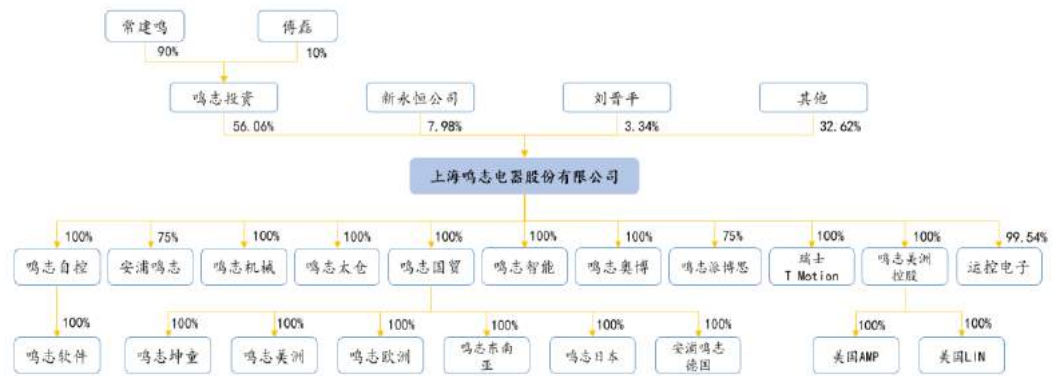 常建鸣
傅磊
90%
10%
鸣志投资
新永恒公司
刘晋平
其他
56.06%
7.98%
3.34%
32.62%
上海鸣志电器股份有限公司
100%
75%
100%
100%
100%
100%
100%
75%
100%
100%
99.54%
鸣志自控
安浦鸣志
鸣志机械
鸣志太仓
鸣志国贸
鸣志智能
鸣志奥博
鸣志派博思
瑞士
T Motion
鸣志美洲
控股
运控电子
100%
100%
100%
100%
100%
100%
100%
100%
100%
鸣志软件
鸣志坤童
鸣志美洲
鸣志欧洲
鸣志东南
亚
鸣志日本
安浦鸣志
德国
美国AMP
美国LIN